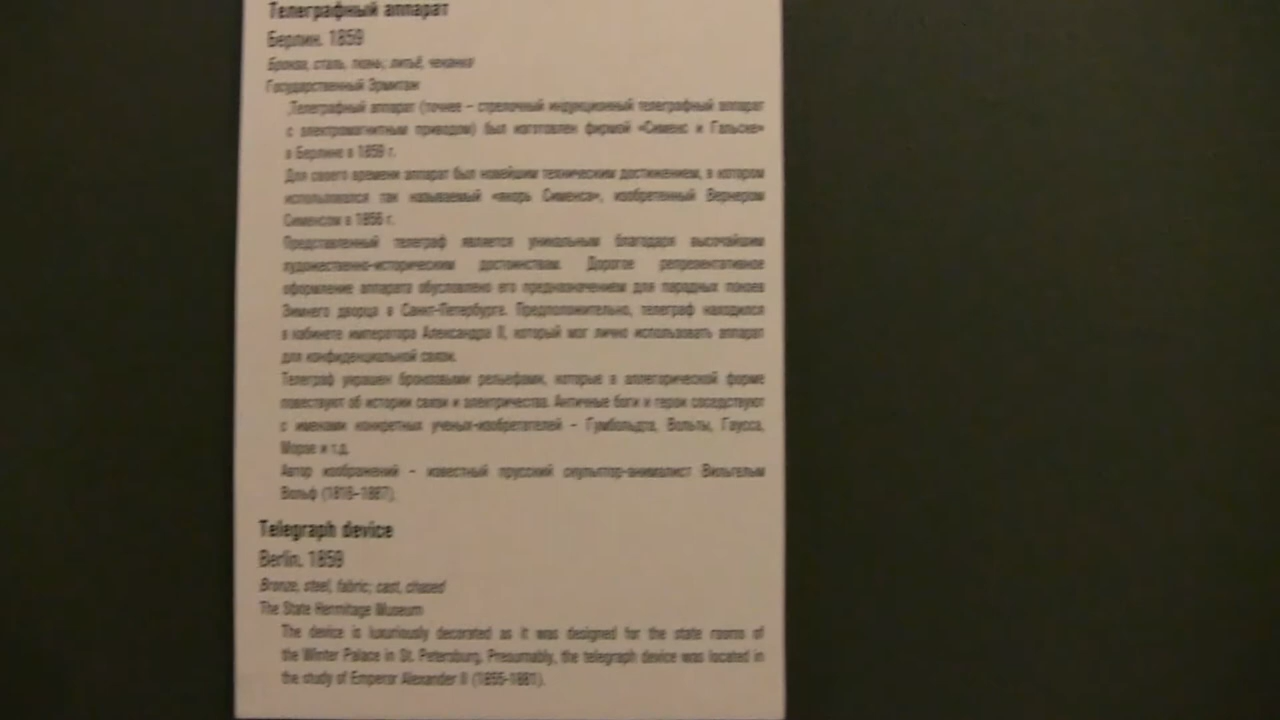 Телеграфный аппарат
Берлин. 1859
Бронза, сталь, ткань; литьё, чеканка
Государственный Эрмитаж
Телеграфный аппарат (точнее – стрелочный индукционный телеграфный аппарат
с электромагнитным приводом) был изготовлен фирмой «Сименс и Гальске»
в Берлине в 1859 г.
Для своего времени аппарат был новейшим техническим достижением, в котором
использовался так называемый «якорь Сименса», изобретенный Вернером
Сименсом в 1856 г.
Представленный телеграф является уникальным благодаря высочайшим
художественно-историческим достоинствам. Дорогое репрезентативное
оформление аппарата обусловлено его предназначением для парадных покоев
Зимнего дворца в Санкт-Петербурге. Предположительно, телеграф находился
в кабинете императора Александра II, который мог лично использовать аппарат
для конфиденциальной связи.
Телеграф украшен бронзовыми рельефами, которые в аллегорической форме
повествуют об истории связи и электричества. Античные боги и герои соседствуют
с именами конкретных ученых-изобретателей – Гумбольдта, Вольты, Гаусса,
Морзе и т.д.
Автор изображений – известный прусский скульптор-анималист Вильгельм
Вольф (1816–1887).
Telegraph device
Berlin. 1859
Bronze, steel, fabric; cast, chased
The State Hermitage Museum
The device is luxuriously decorated as it was designed for the state rooms of
the Winter Palace in St. Petersburg. Presumably, the telegraph device was located in
the study of Emperor Alexander II (1855-1881).